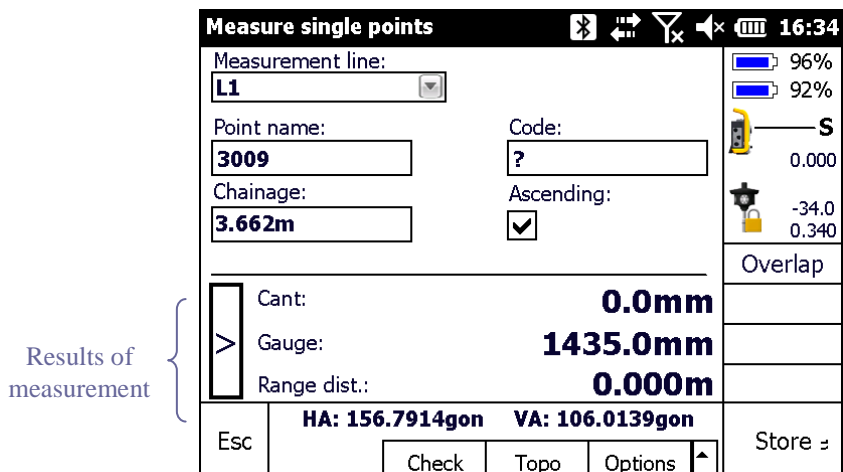 Measure single points 16:34
Measurement line:
L1
96%
92%
Point name: Code:
3009 ?
S
0.000
Chainage: Ascending:
3.662m
-34.0
0.340
Overlap
Cant: 0.0mm
> Gauge: 1435.0mm
Range dist.: 0.000m
Results of
measurement
HA: 156.7914gon VA: 106.0139gon
Esc Store
Check Topo Options